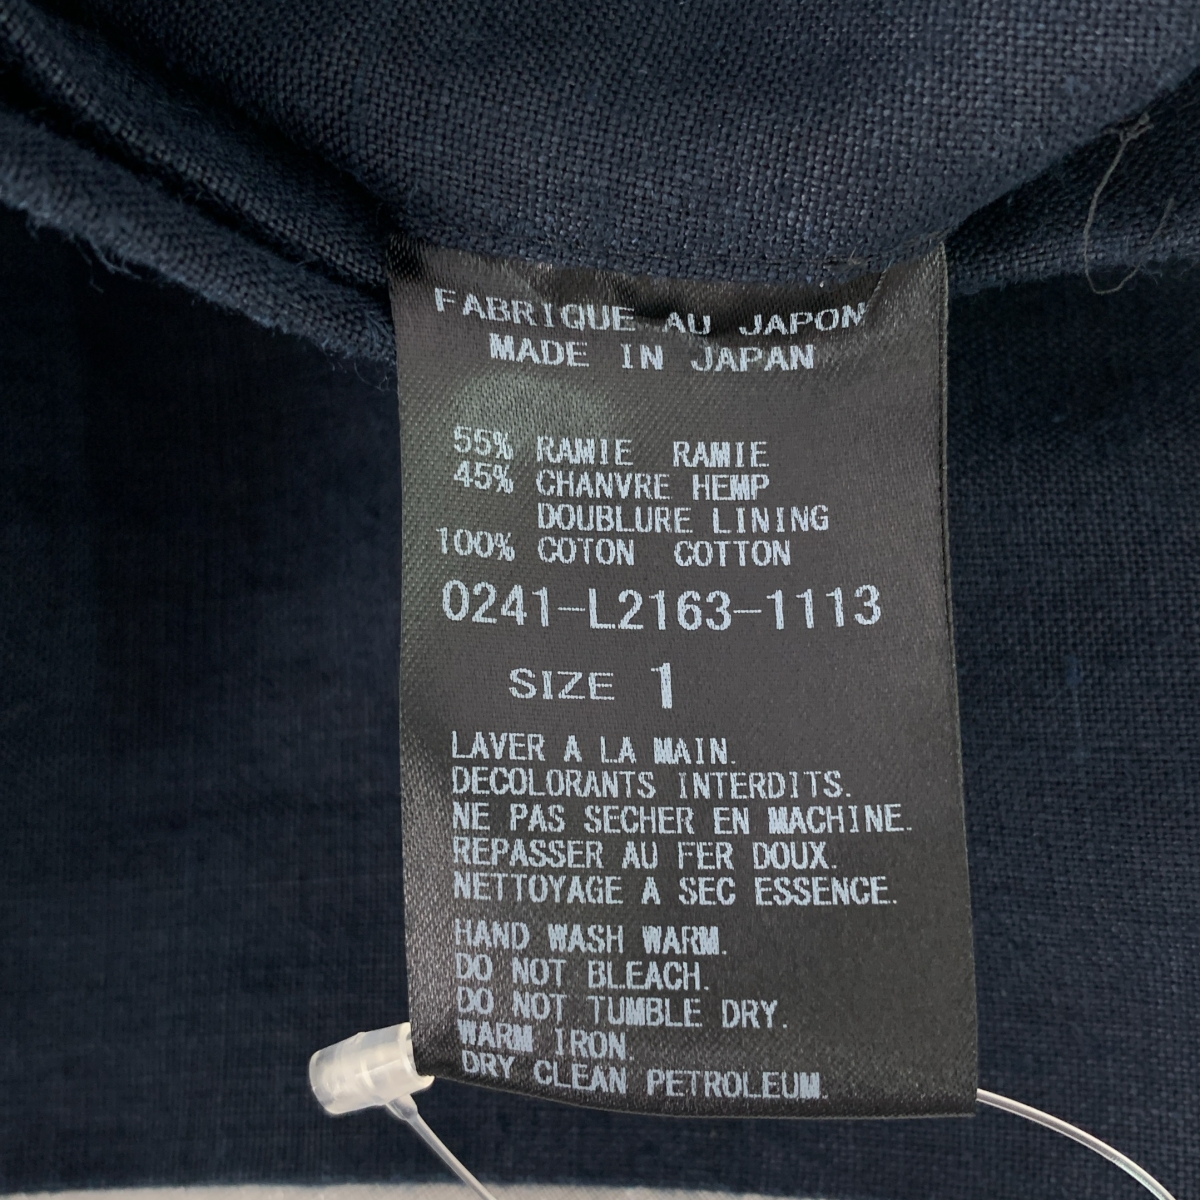 FABRIQUE AU JAPON
MADE IN JAPAN
55% RAMIE RAMIE
45% CHANVRE HEMP
DOUBLURE LINING
100% COTON COTTON
0241-L2163-1113
SIZE 1
LAVER A LA MAIN.
DECOLORANTS INTERDITS.
NE PAS SECHER EN MACHINE.
REPASSER AU FER DOUX.
NETTOYAGE A SEC ESSENCE.
HAND WASH WARM.
DO NOT BLEACH.
DO NOT TUMBLE DRY.
WARM IRON.
DRY CLEAN PETROLEUM.